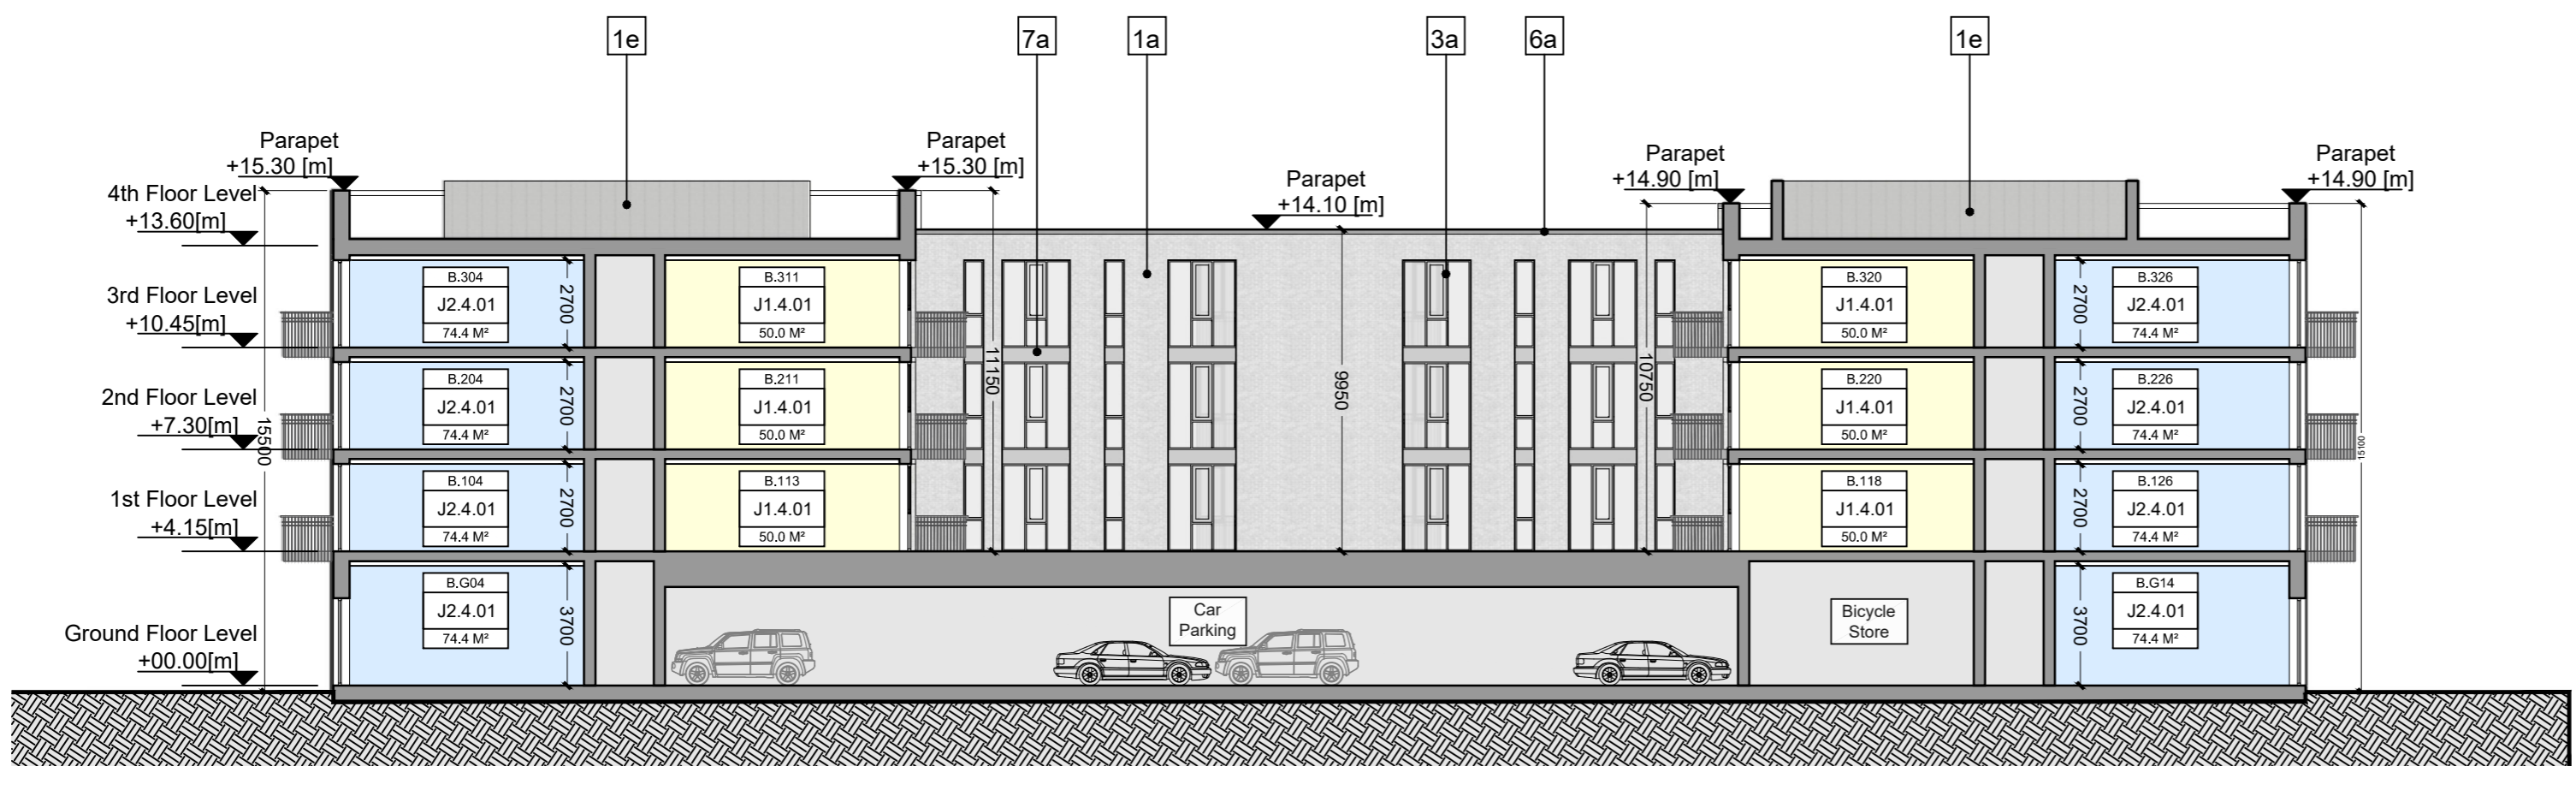 1e
7a
1a
3a
6a
1e
Parapet
+15.30 [m]
Parapet
+15.30 [m]
Parapet
+14.10 [m]
Parapet
+14.90 [m]
Parapet
+14.90 [m]
4th Floor Level
+13.60[m]
3rd Floor Level
+10.45[m]
2nd Floor Level
+7.30[m]
1st Floor Level
+4.15[m]
Ground Floor Level
+00.00[m]
15500
11150
9950
10750
15100
B.304
J2.4.01
74.4 M²
2700
B.311
J1.4.01
50.0 M²
B.320
J1.4.01
50.0 M²
2700
B.326
J2.4.01
74.4 M²
B.204
J2.4.01
74.4 M²
2700
B.211
J1.4.01
50.0 M²
B.220
J1.4.01
50.0 M²
2700
B.226
J2.4.01
74.4 M²
B.104
J2.4.01
74.4 M²
2700
B.113
J1.4.01
50.0 M²
B.118
J1.4.01
50.0 M²
2700
B.126
J2.4.01
74.4 M²
B.G04
J2.4.01
74.4 M²
3700
Car
Parking
Bicycle
Store
3700
B.G14
J2.4.01
74.4 M²